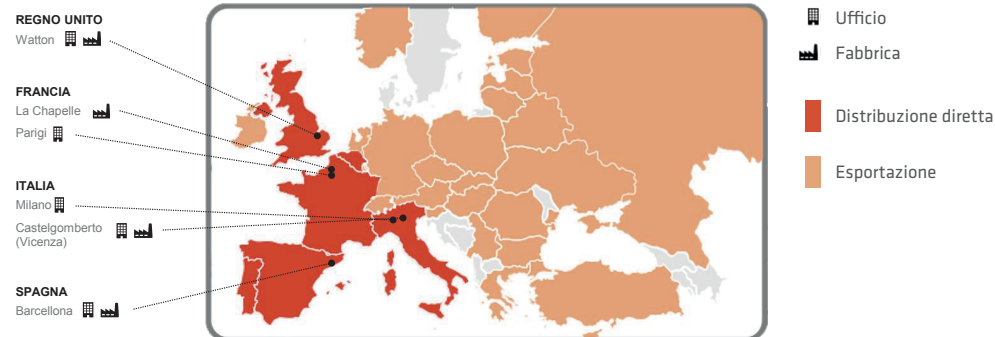 REGNO UNITO
Watton
FRANCIA
La Chapelle
Parigi
ITALIA
Milano
Castelgomberto
(Vicenza)
SPAGNA
Barcellona
Ufficio
Fabbrica
Distribuzione diretta
Esportazione